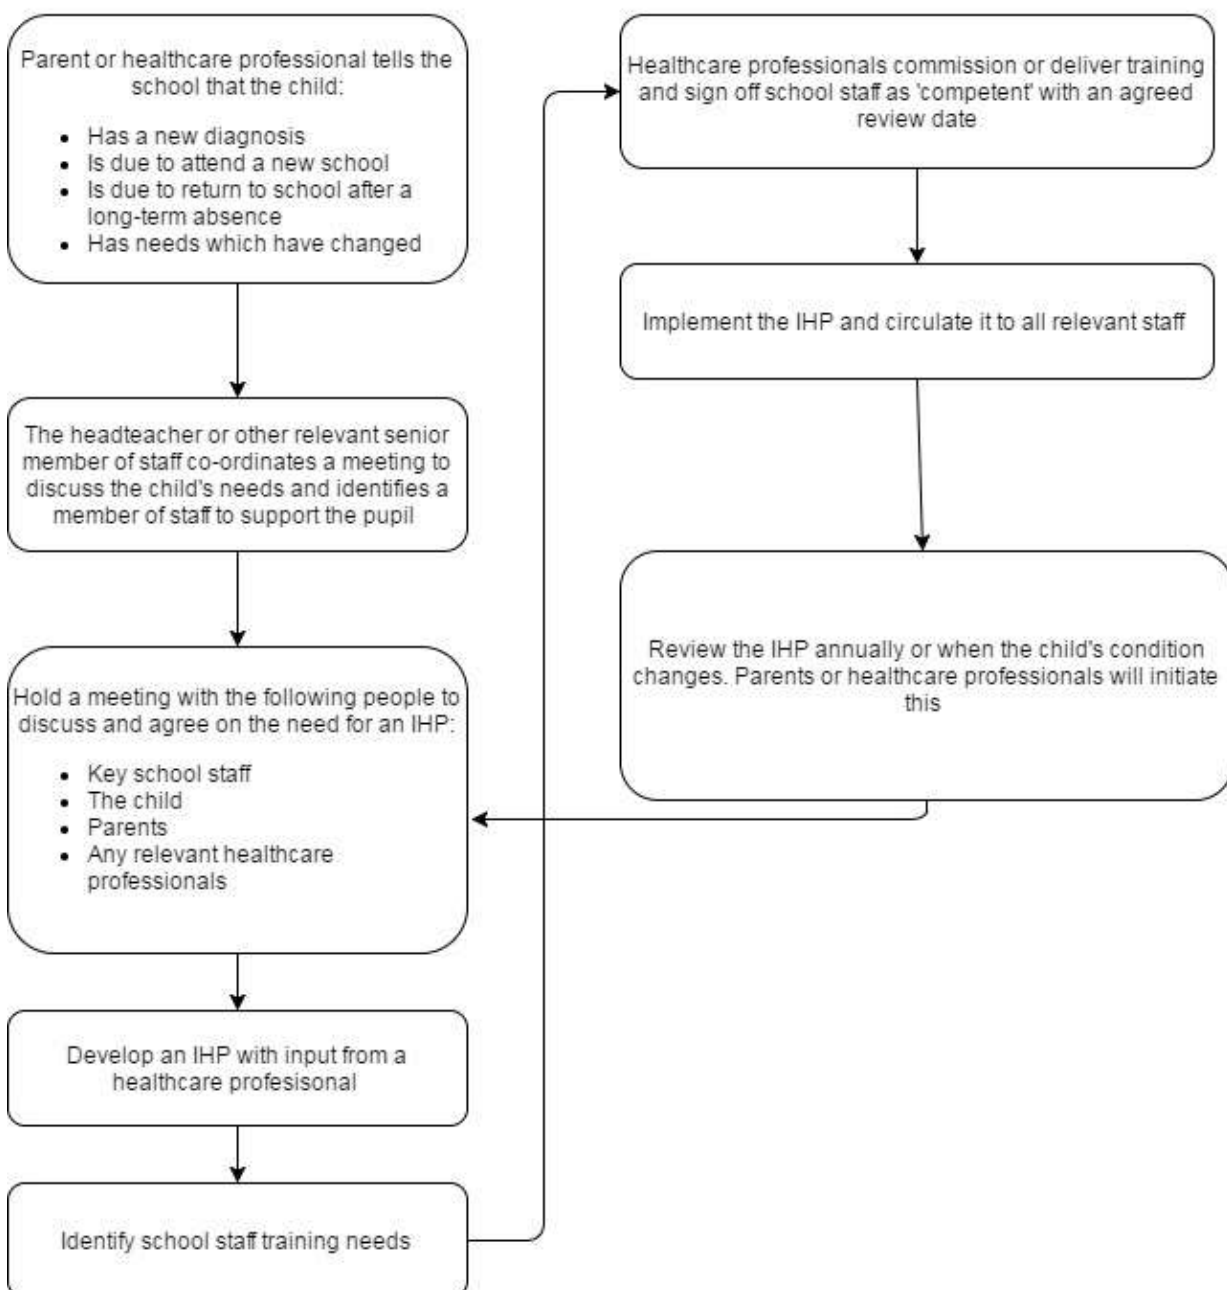 Parent or healthcare professional tells the
school that the child:
• Has a new diagnosis
• Is due to attend a new school
• Is due to return to school after a
long-term absence
• Has needs which have changed
The headteacher or other relevant senior
member of staff co-ordinates a meeting to
discuss the child's needs and identifies a
member of staff to support the pupil
Hold a meeting with the following people to
discuss and agree on the need for an IHP:
• Key school staff
• The child
• Parents
• Any relevant healthcare
professionals
Develop an IHP with input from a
healthcare profesisonal
Identify school staff training needs
Healthcare professionals commission or deliver training
and sign off school staff as 'competent' with an agreed
review date
Implement the IHP and circulate it to all relevant staff
Review the IHP annually or when the child's condition
changes. Parents or healthcare professionals will initiate
this